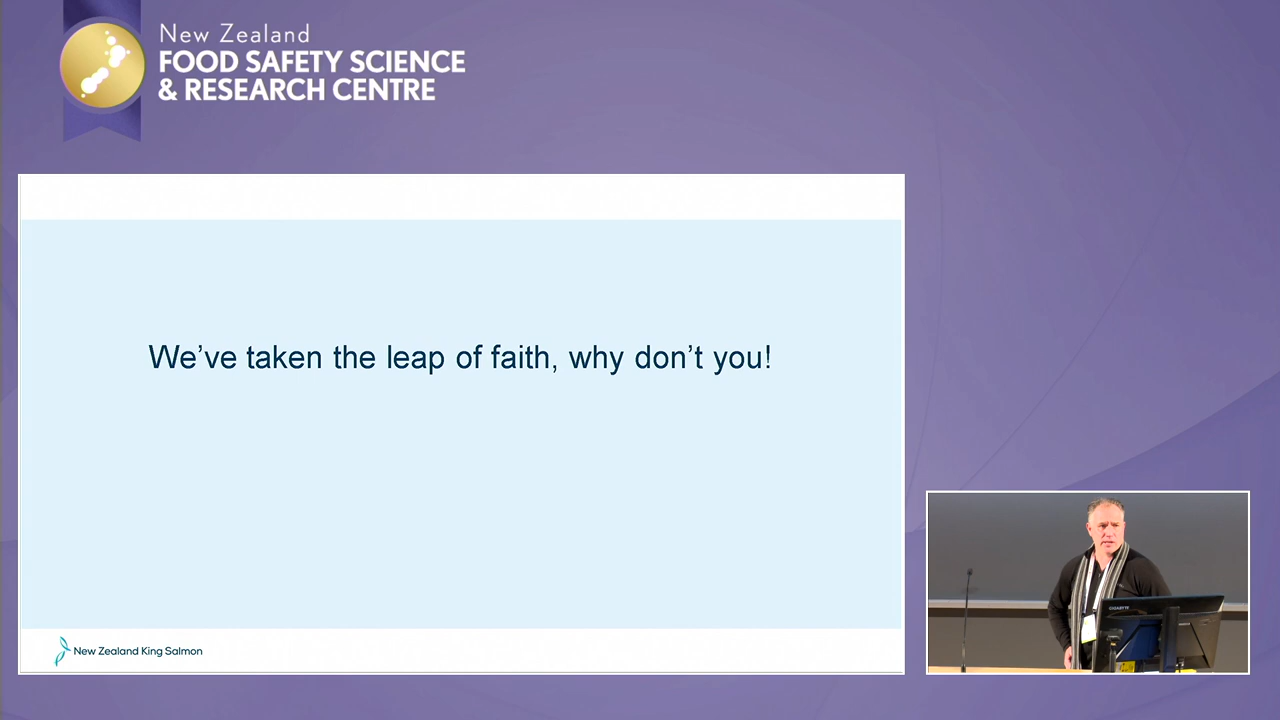 New Zealand
FOOD SAFETY SCIENCE
& RESEARCH CENTRE
We’ve taken the leap of faith, why don’t you!
New Zealand King Salmon
GIGABYTE